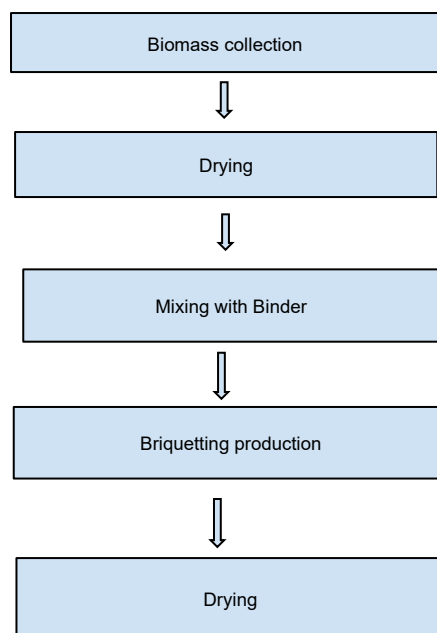 Biomass collection
Drying
Mixing with Binder
Briquetting production
Drying